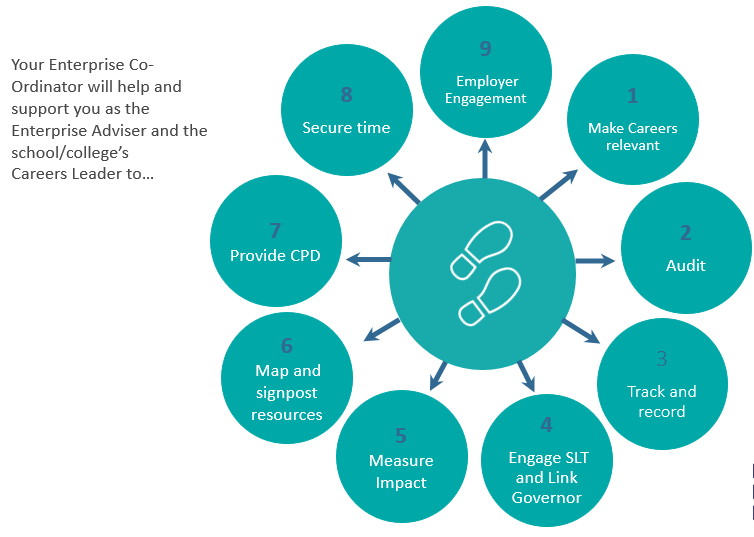 Your Enterprise Co-
Ordinator will help and
support you as the
Enterprise Adviser and the
school/college's
Careers Leader to...
9
Employer
Engagement
1
Make Careers
relevant
2
Audit
3
Track and
record
4
Engage SLT
and Link
Governor
5
Measure
Impact
6
Map and
signpost
resources
7
Provide CPD
8
Secure time